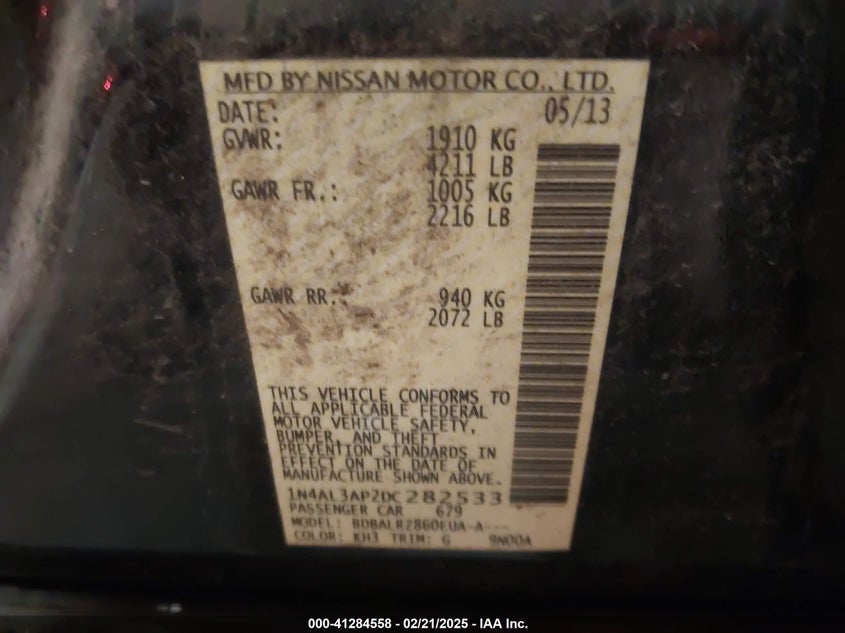 MFD BY NISSAN MOTOR CO., LTD.
DATE: 05/13
GVWR: 1910 KG
4211 LB
GAWR FR.: 1005 KG
2216 LB
GAWR RR.: 940 KG
2072 LB
THIS VEHICLE CONFORMS TO
ALL APPLICABLE FEDERAL
MOTOR VEHICLE SAFETY,
BUMPER, AND THEFT
PREVENTION STANDARDS IN
EFFECT ON THE DATE OF
MANUFACTURE SHOWN ABOVE.
1N4AL3AP2DC282533
PASSENGER CAR 679
MODEL: BDBALRZ860EUA-A---
COLOR: KH3 TRIM: G 9N00A
000-41284558 - 02/21/2025 - IAA Inc.